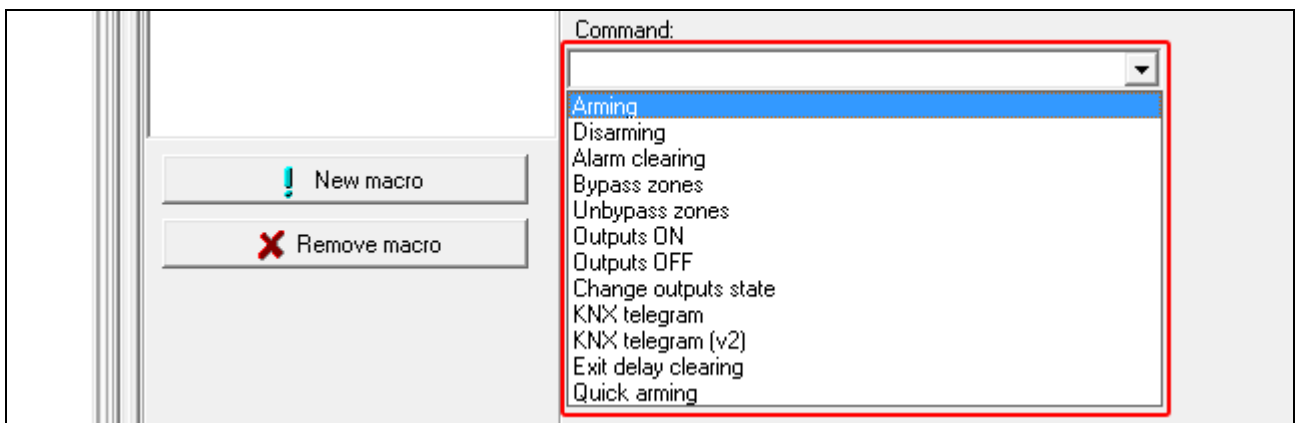 Command:
Arming
Disarming
Alarm clearing
Bypass zones
Unbypass zones
Outputs ON
Outputs OFF
Change outputs state
KNX telegram
KNX telegram (v2)
Exit delay clearing
Quick arming
New macro
Remove macro